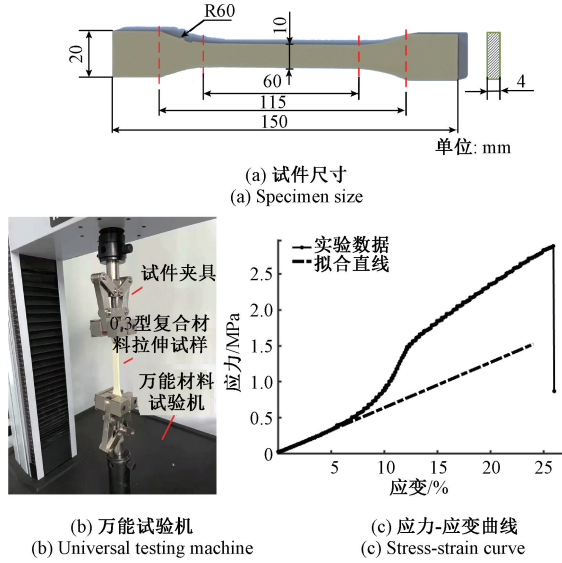 R60
10
20
60
4
115
150
单位: mm
(a) 试件尺寸
(a) Specimen size
试件夹具
0,3型复合材
料拉伸试样
万能材料
试验机
实验数据
拟合直线
2.5
2.0
1.5
1.0
0.5
0
5
10
15
20
25
应力/MPa
应变/%
(b) 万能试验机
(b) Universal testing machine
(c) 应力-应变曲线
(c) Stress-strain curve